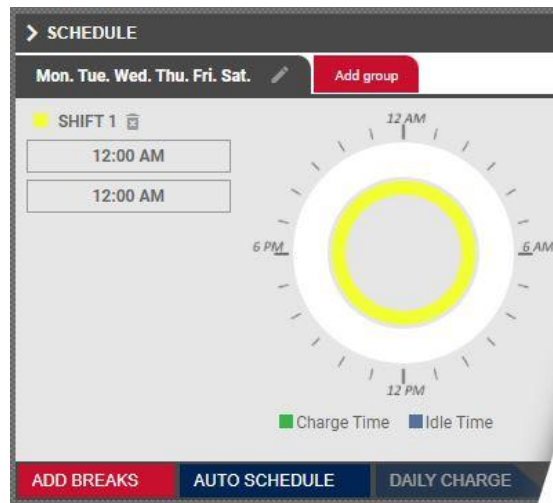 SCHEDULE
Mon. Tue. Wed. Thu. Fri. Sat.
Add group
SHIFT 1
12:00 AM
12:00 AM
12 AM
6 PM
6 AM
12 PM
Charge Time
Idle Time
ADD BREAKS
AUTO SCHEDULE
DAILY CHARGE